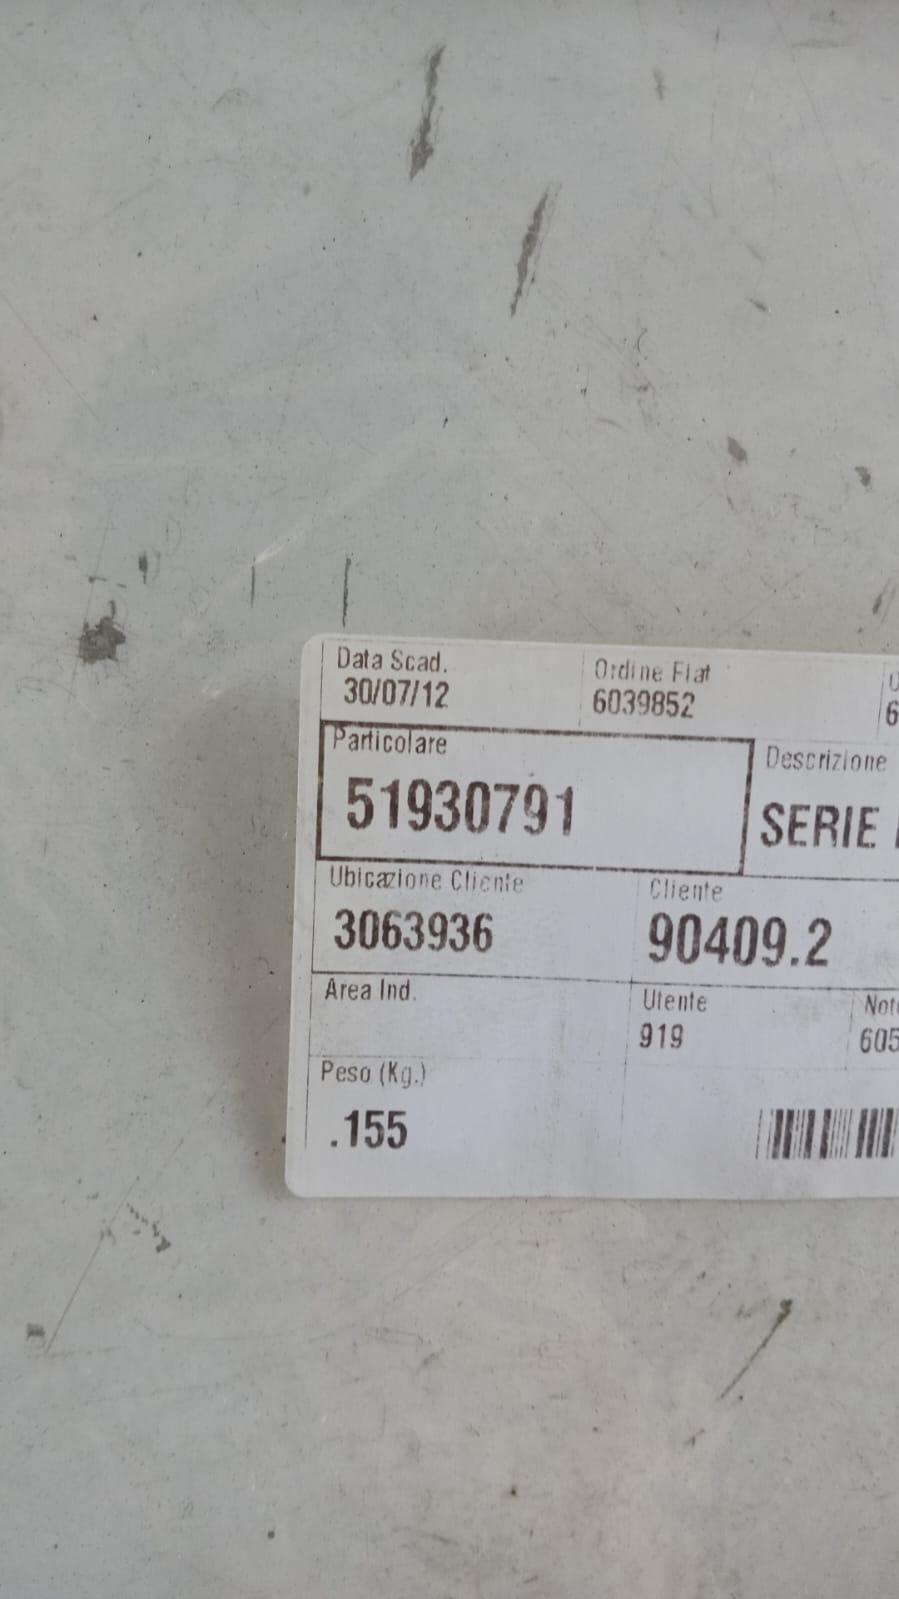 Data Scad.
30/07/12
Ordine Fiat
6039852
Particolare
51930791
Descrizione
SERIE
Ubicazione Cliente
3063936
Cliente
90409.2
Area Ind.
Utente
919
605
Peso (Kg.)
.155